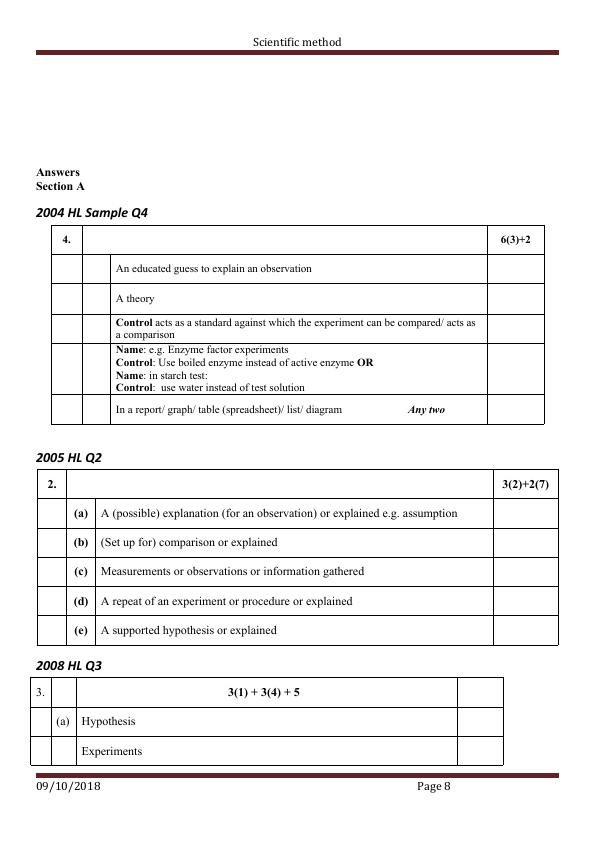 Scientific method
Answers
Section A
2004 HL Sample Q4
4. 6(3)+2
An educated guess to explain an observation
A theory
Control acts as a standard against which the experiment can be compared/ acts as
a comparison
Name: e.g. Enzyme factor experiments
Control: Use boiled enzyme instead of active enzyme OR
Name: in starch test:
Control: use water instead of test solution
In a report/ graph/ table (spreadsheet)/ list/ diagram Any two
2005 HL Q2
2. 3(2)+2(7)
(a) A (possible) explanation (for an observation) or explained e.g. assumption
(b) (Set up for) comparison or explained
(c) Measurements or observations or information gathered
(d) A repeat of an experiment or procedure or explained
(e) A supported hypothesis or explained
2008 HL Q3
3. 3(1) + 3(4) + 5
(a) Hypothesis
Experiments
09/10/2018 Page 8